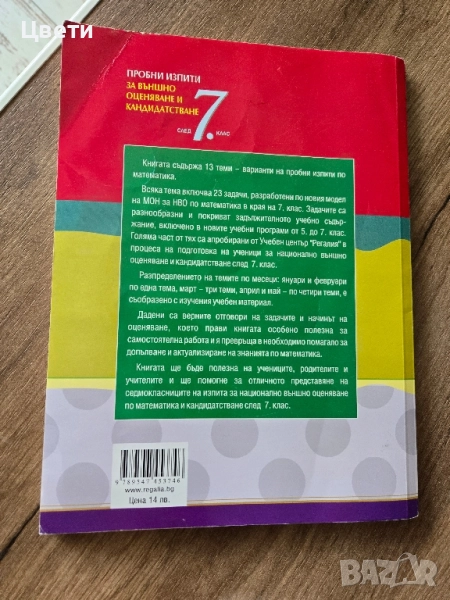 Цвети
ПРОБНИ ИЗПИТИ
ЗА ВЪНШНО
ОЦЕНЯВАНЕ И
КАНДИДАТСТВАНЕ
СЛЕД 7. КЛАС
Книгата съдържа 13 теми – варианти на пробни изпити по
математика.
Всяка тема включва 23 задачи, разработени по новия модел
на МОН за НВО по математика в края на 7. клас. Задачите са
разнообразни и покриват задължителното учебно съдър-
жание, включено в новите учебни програми от 5. до 7. клас.
Голяма част от тях са апробирани от Учебен център "Регалия" в
процеса на подготовка на ученици за национално външно
оценяване и кандидатстване след 7. клас.
Разпределението на темите по месеци: януари и февруари
по една тема, март – три теми, април и май – по четири теми, е
съобразено с изучения учебен материал.
Дадени са верните отговори на задачите и начинът на
оценяване, което прави книгата особено полезна за
самостоятелна работа и я превръща в необходимо помагало за
допълване и актуализиране на знанията по математика.
Книгата ще бъде полезна на учениците, родителите и
учителите и ще помогне за отличното представяне на
седмокласниците на изпита за национално външно оценяване
по математика и кандидатстване след 7. клас.
9 789547 453746
www.regalia.bg
Цена 14 лв.
BAZAR.bg